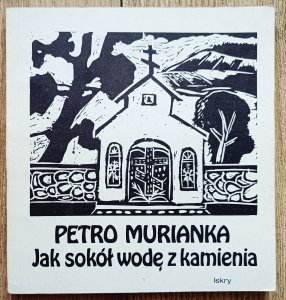 PETRO MURIANKA
Jak sokół wodę z kamienia
iskry